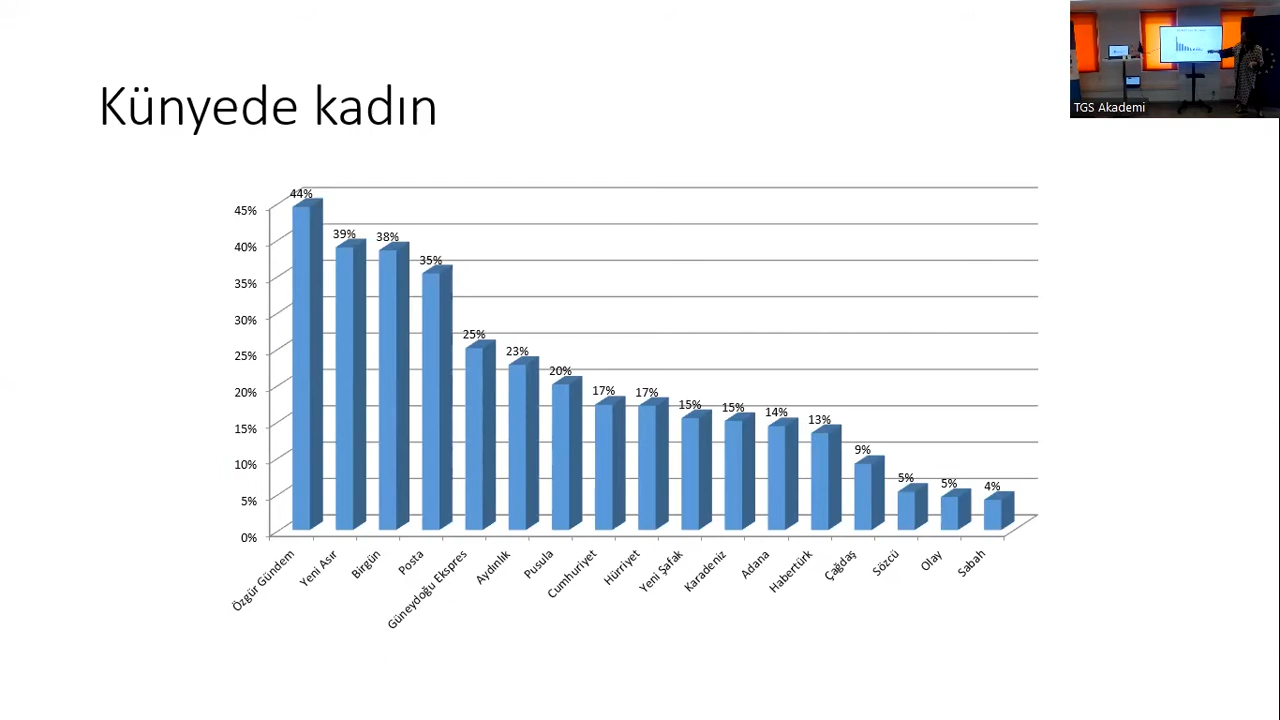 Künyede kadın
TGS Akademi
45%
40%
35%
30%
25%
20%
15%
10%
5%
0%
44%
39%
38%
35%
25%
23%
20%
17%
17%
15%
15%
14%
13%
9%
5%
5%
4%
Özgür Gündem
Yeni Asır
Birgün
Posta
Güneydoğu Ekspres
Aydınlık
Pusula
Cumhuriyet
Hürriyet
Yeni Şafak
Karadeniz
Adana
Habertürk
Çağdaş
Sözcü
Olay
Sabah